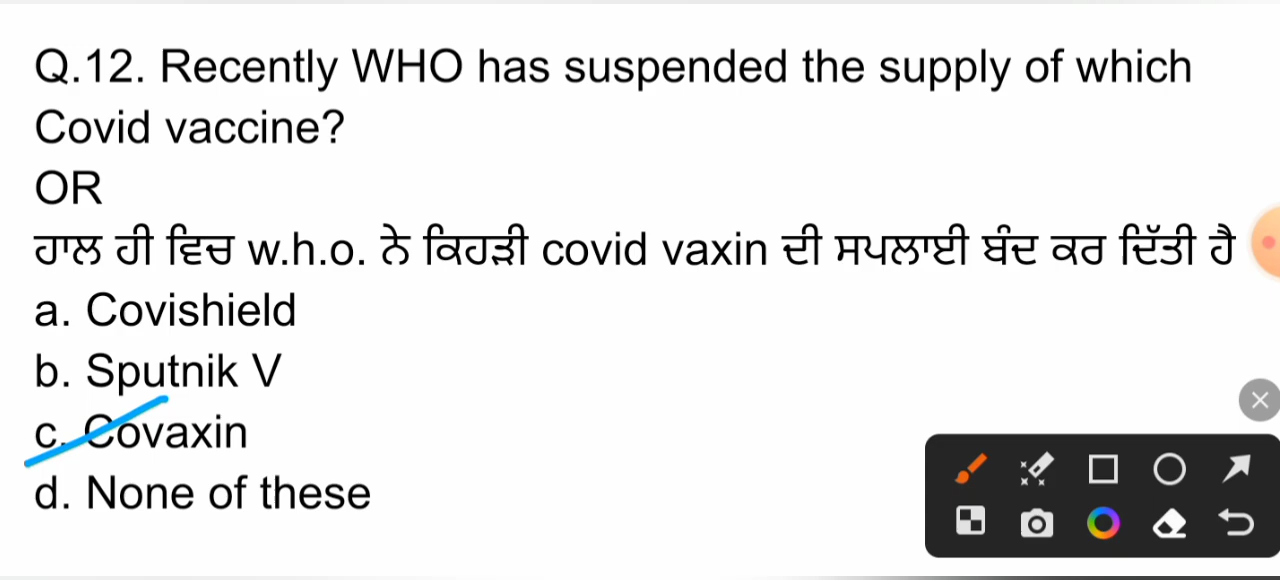 Q.12. Recently WHO has suspended the supply of which
Covid vaccine?
OR
ਹਾਲ ਹੀ ਵਿਚ w.h.o. ਨੇ ਕਿਹੜੀ covid vaxin ਦੀ ਸਪਲਾਈ ਬੰਦ ਕਰ ਦਿੱਤੀ ਹੈ
a. Covishield
b. Sputnik V
c. Covaxin
d. None of these